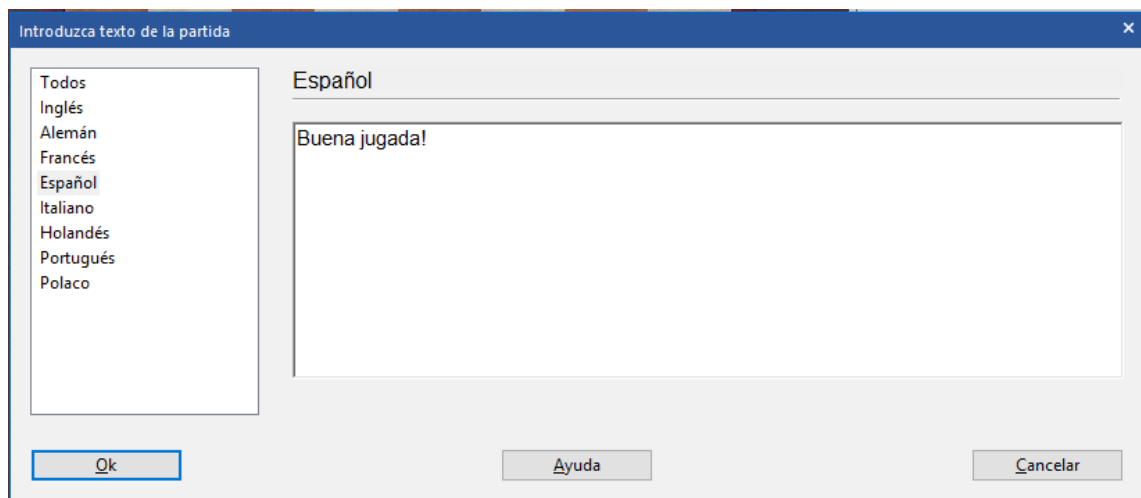 Introduzca texto de la partida
Todos
Inglés
Alemán
Francés
Español
Italiano
Holandés
Portugués
Polaco
Español
Buena jugada!
Ok
Ayuda
Cancelar